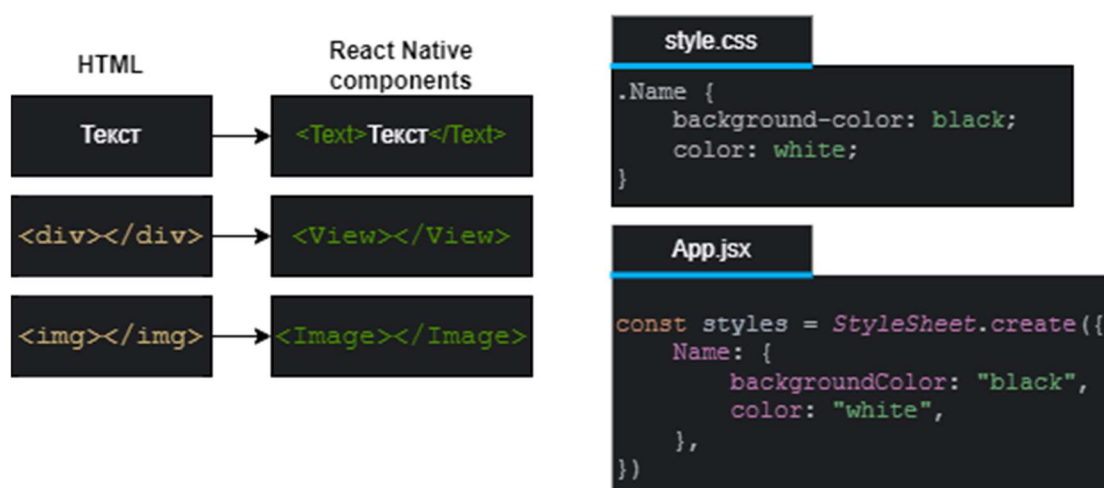 HTML
React Native
components
Текст
<Text>Текст</Text>
<div></div>
<View></View>
<img></img>
<Image></Image>
style.css
.Name {
    background-color: black;
    color: white;
}
App.jsx
const styles = StyleSheet.create({
    Name: {
        backgroundColor: "black",
        color: "white",
    },
})